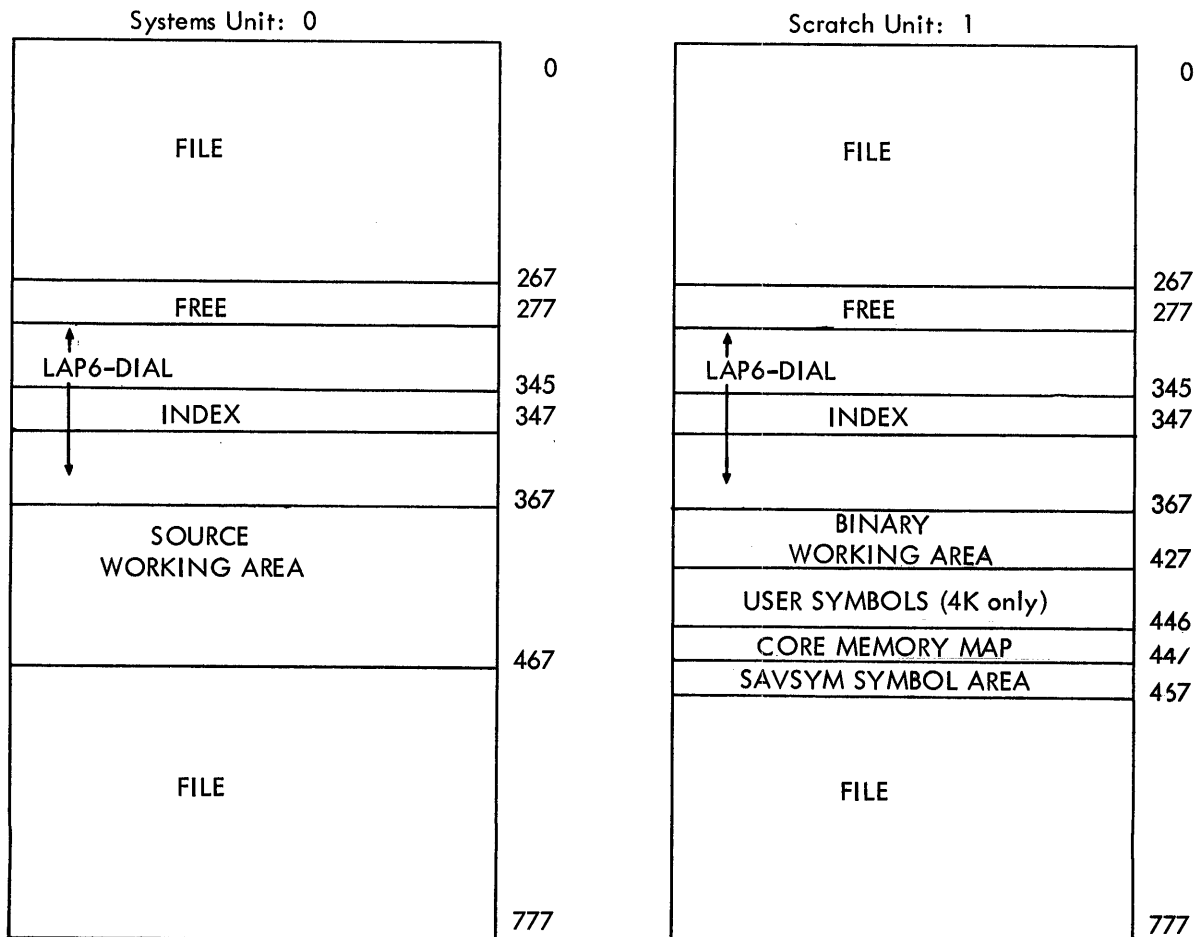 Systems Unit: 0
0
FILE
267
FREE
277
LAP6-DIAL
345
INDEX
347
367
SOURCE
WORKING AREA
467
FILE
777
Scratch Unit: 1
0
FILE
267
FREE
277
LAP6-DIAL
345
INDEX
347
367
BINARY
WORKING AREA
427
USER SYMBOLS (4K only)
446
CORE MEMORY MAP
447
SAVSYM SYMBOL AREA
467
FILE
777